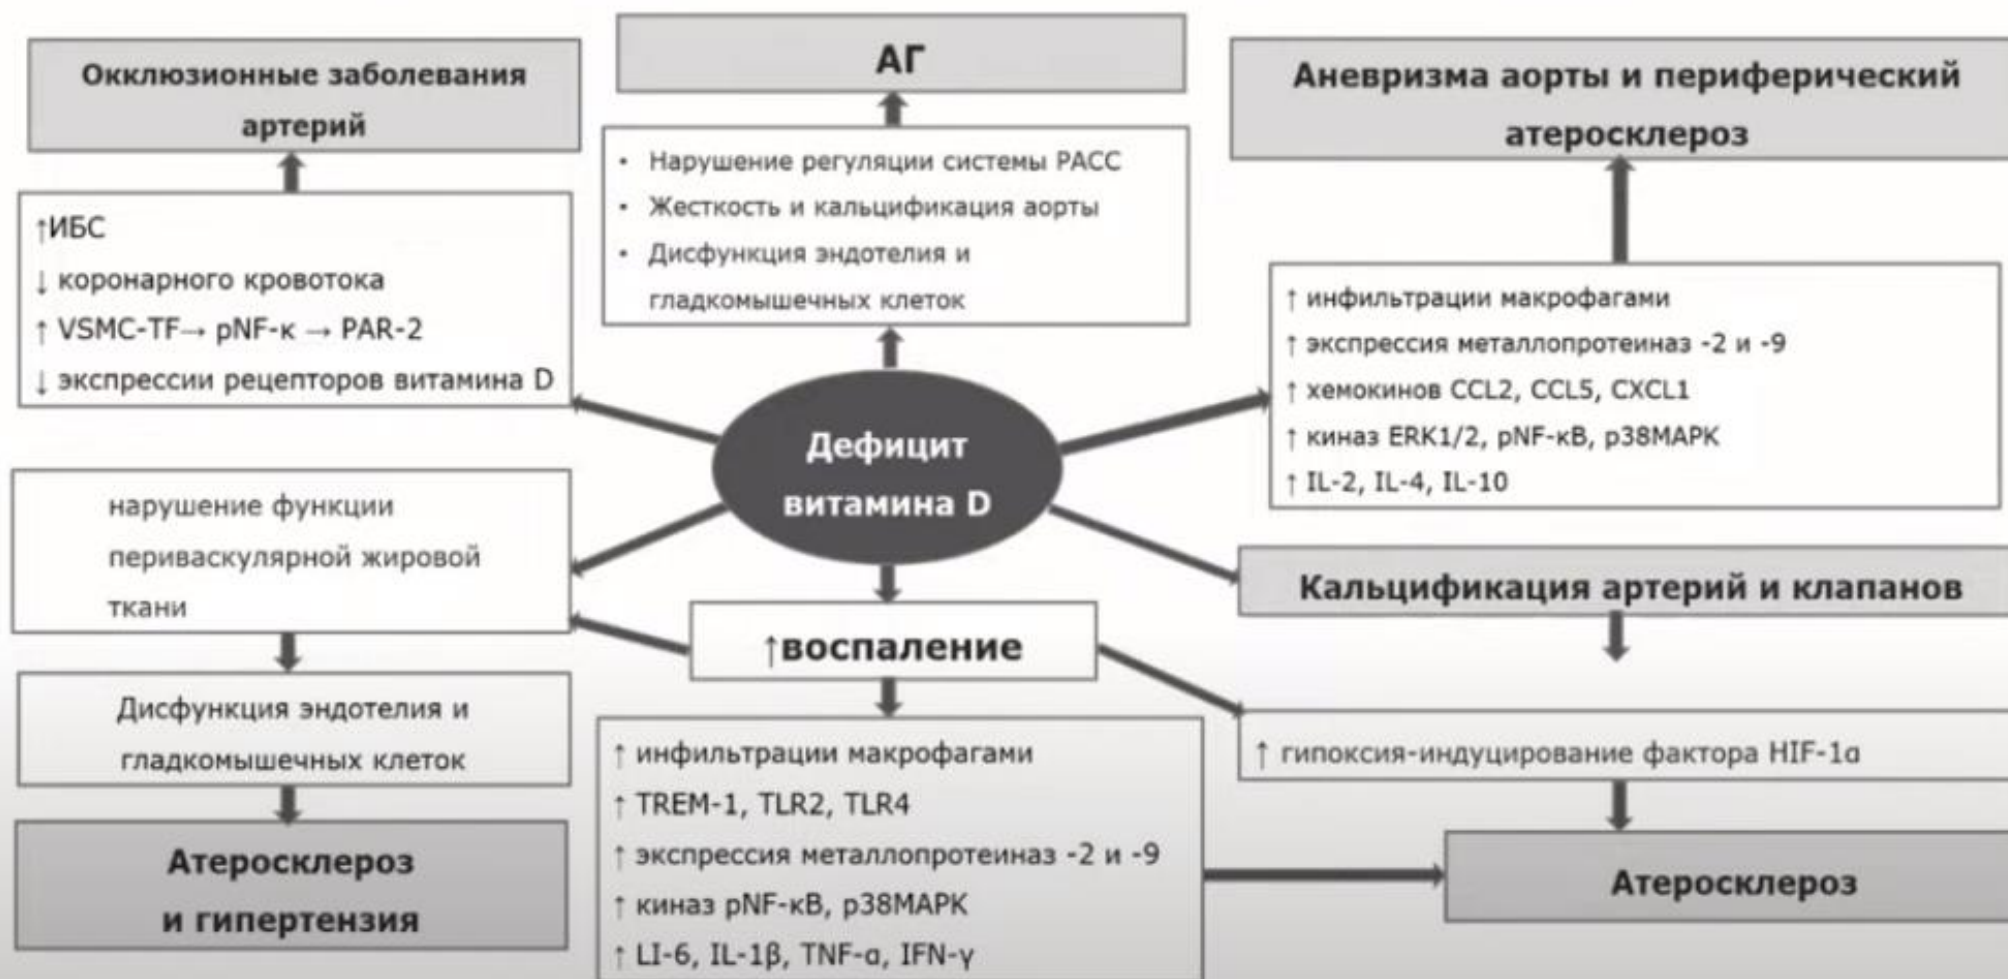 Окклюзионные заболевания
артерий
АГ
Аневризма аорты и периферический
атеросклероз
• Нарушение регуляции системы РАСС
• Жесткость и кальцификация аорты
• Дисфункция эндотелия и
гладкомышечных клеток
↑ИБС
↓ коронарного кровотока
↑ VSMC-TF→ pNF-κ → PAR-2
↓ экспрессии рецепторов витамина D
↑ инфильтрации макрофагами
↑ экспрессия металлопротеиназ -2 и -9
↑ хемокинов CCL2, CCL5, CXCL1
↑ киназ ERK1/2, pNF-κB, p38MAPK
↑ IL-2, IL-4, IL-10
Дефицит
витамина D
нарушение функции
периваскулярной жировой
ткани
Кальцификация артерий и клапанов
↑воспаление
Дисфункция эндотелия и
гладкомышечных клеток
↑ инфильтрации макрофагами
↑ TREM-1, TLR2, TLR4
↑ экспрессия металлопротеиназ -2 и -9
↑ киназ pNF-κB, p38MAPK
↑ LI-6, IL-1β, TNF-α, IFN-γ
↑ гипоксия-индуцирование фактора HIF-1α
Атеросклероз
и гипертензия
Атеросклероз